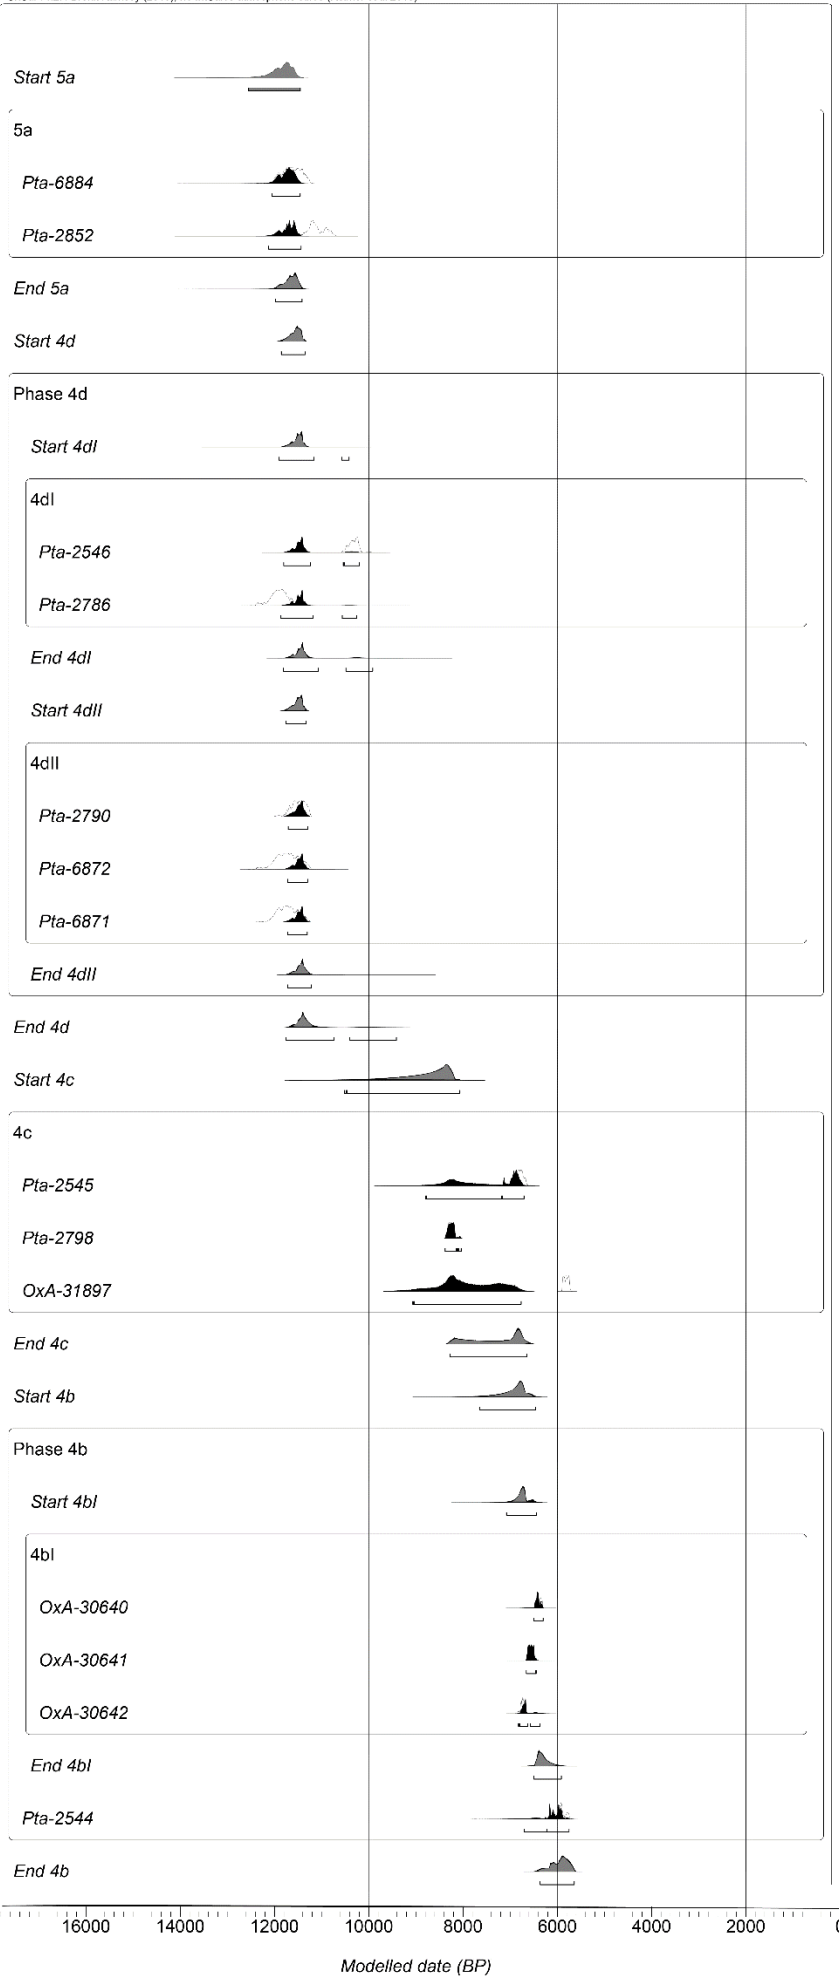 Start 5a
5a
Pta-6884
Pta-2852
End 5a
Start 4d
Phase 4d
Start 4dI
4dI
Pta-2546
Pta-2786
End 4dI
Start 4dII
4dII
Pta-2790
Pta-6872
Pta-6871
End 4dII
End 4d
Start 4c
4c
Pta-2545
Pta-2798
OxA-31897
End 4c
Start 4b
Phase 4b
Start 4bI
4bI
OxA-30640
OxA-30641
OxA-30642
End 4bI
Pta-2544
End 4b
16000 14000 12000 10000 8000 6000 4000 2000
Modelled date (BP)